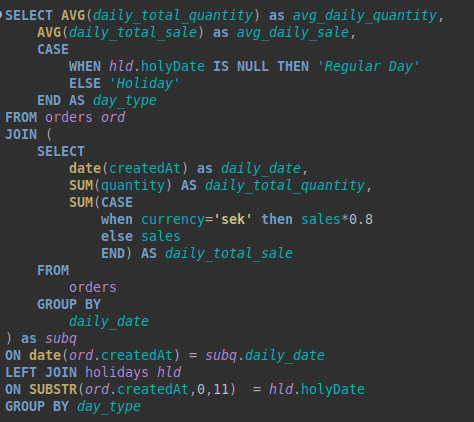 SELECT AVG(daily_total_quantity) as avg_daily_quantity,
    AVG(daily_total_sale) as avg_daily_sale,
    CASE
        WHEN hld.holyDate IS NULL THEN 'Regular Day'
        ELSE 'Holiday'
    END AS day_type
FROM orders ord
JOIN (
    SELECT
        date(createdAt) as daily_date,
        SUM(quantity) AS daily_total_quantity,
        SUM(CASE
            when currency='sek' then sales*0.8
            else sales
            END) AS daily_total_sale
    FROM
        orders
    GROUP BY
        daily_date
) as subq
ON date(ord.createdAt) = subq.daily_date
LEFT JOIN holidays hld
ON SUBSTR(ord.createdAt,0,11)  = hld.holyDate
GROUP BY day_type